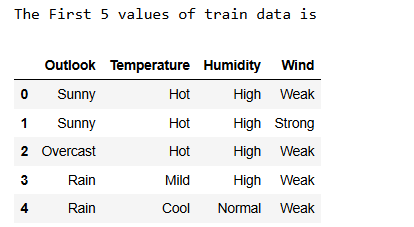 The First 5 values of train data is
Outlook Temperature Humidity Wind
0 Sunny Hot High Weak
1 Sunny Hot High Strong
2 Overcast Hot High Weak
3 Rain Mild High Weak
4 Rain Cool Normal Weak